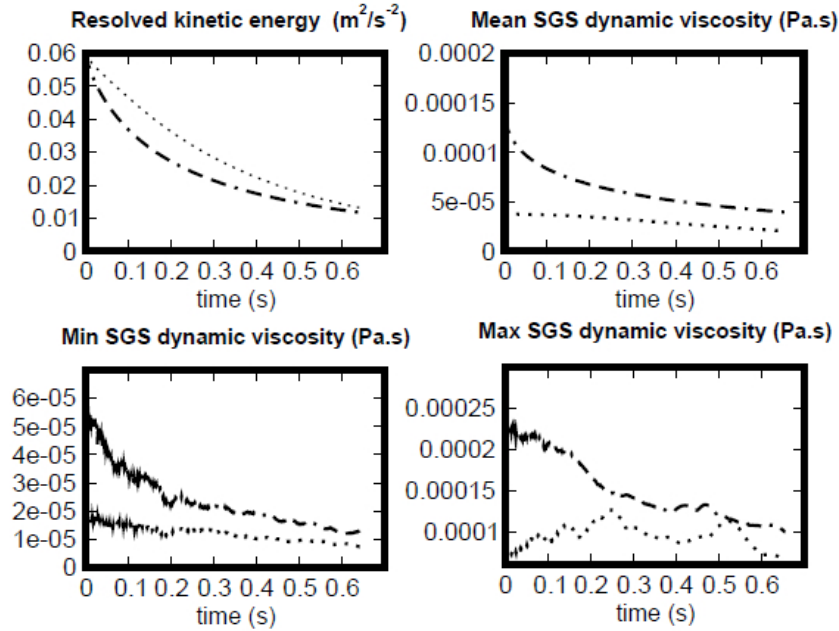 Resolved kinetic energy (m²/s⁻²)
0.06
0.05
0.04
0.03
0.02
0.01
0
0 0.1 0.2 0.3 0.4 0.5 0.6
time (s)
Mean SGS dynamic viscosity (Pa.s)
0.0002
0.00015
0.0001
5e-05
0
0 0.1 0.2 0.3 0.4 0.5 0.6
time (s)
Min SGS dynamic viscosity (Pa.s)
6e-05
5e-05
4e-05
3e-05
2e-05
1e-05
0
0 0.1 0.2 0.3 0.4 0.5 0.6
time (s)
Max SGS dynamic viscosity (Pa.s)
0.00025
0.0002
0.00015
0.0001
0 0.1 0.2 0.3 0.4 0.5 0.6
time (s)